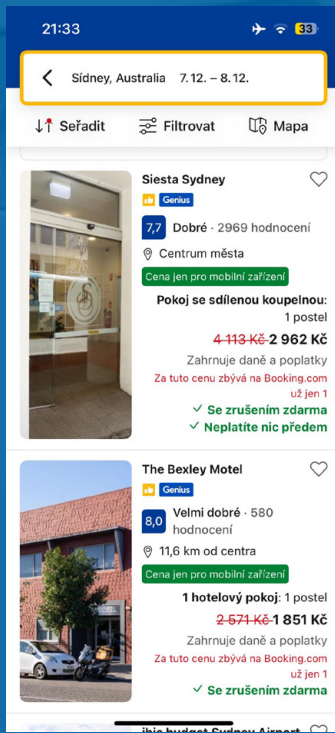 21:33
33
Sídney, Australia 7. 12. – 8. 12.
Seřadit Filtrovat Mapa
Siesta Sydney
Genius
7,7 Dobré · 2969 hodnocení
Centrum města
Cena jen pro mobilní zařízení
Pokoj se sdílenou koupelnou:
1 postel
4 113 Kč 2 962 Kč
Zahrnuje daně a poplatky
Za tuto cenu zbývá na Booking.com
už jen 1
Se zrušením zdarma
Neplatíte nic předem
The Bexley Motel
Genius
8,0 Velmi dobré · 580
hodnocení
11,6 km od centra
Cena jen pro mobilní zařízení
1 hotelový pokoj: 1 postel
2 571 Kč 1 851 Kč
Zahrnuje daně a poplatky
Za tuto cenu zbývá na Booking.com
už jen 1
Se zrušením zdarma
ibis budget Sydney Airport